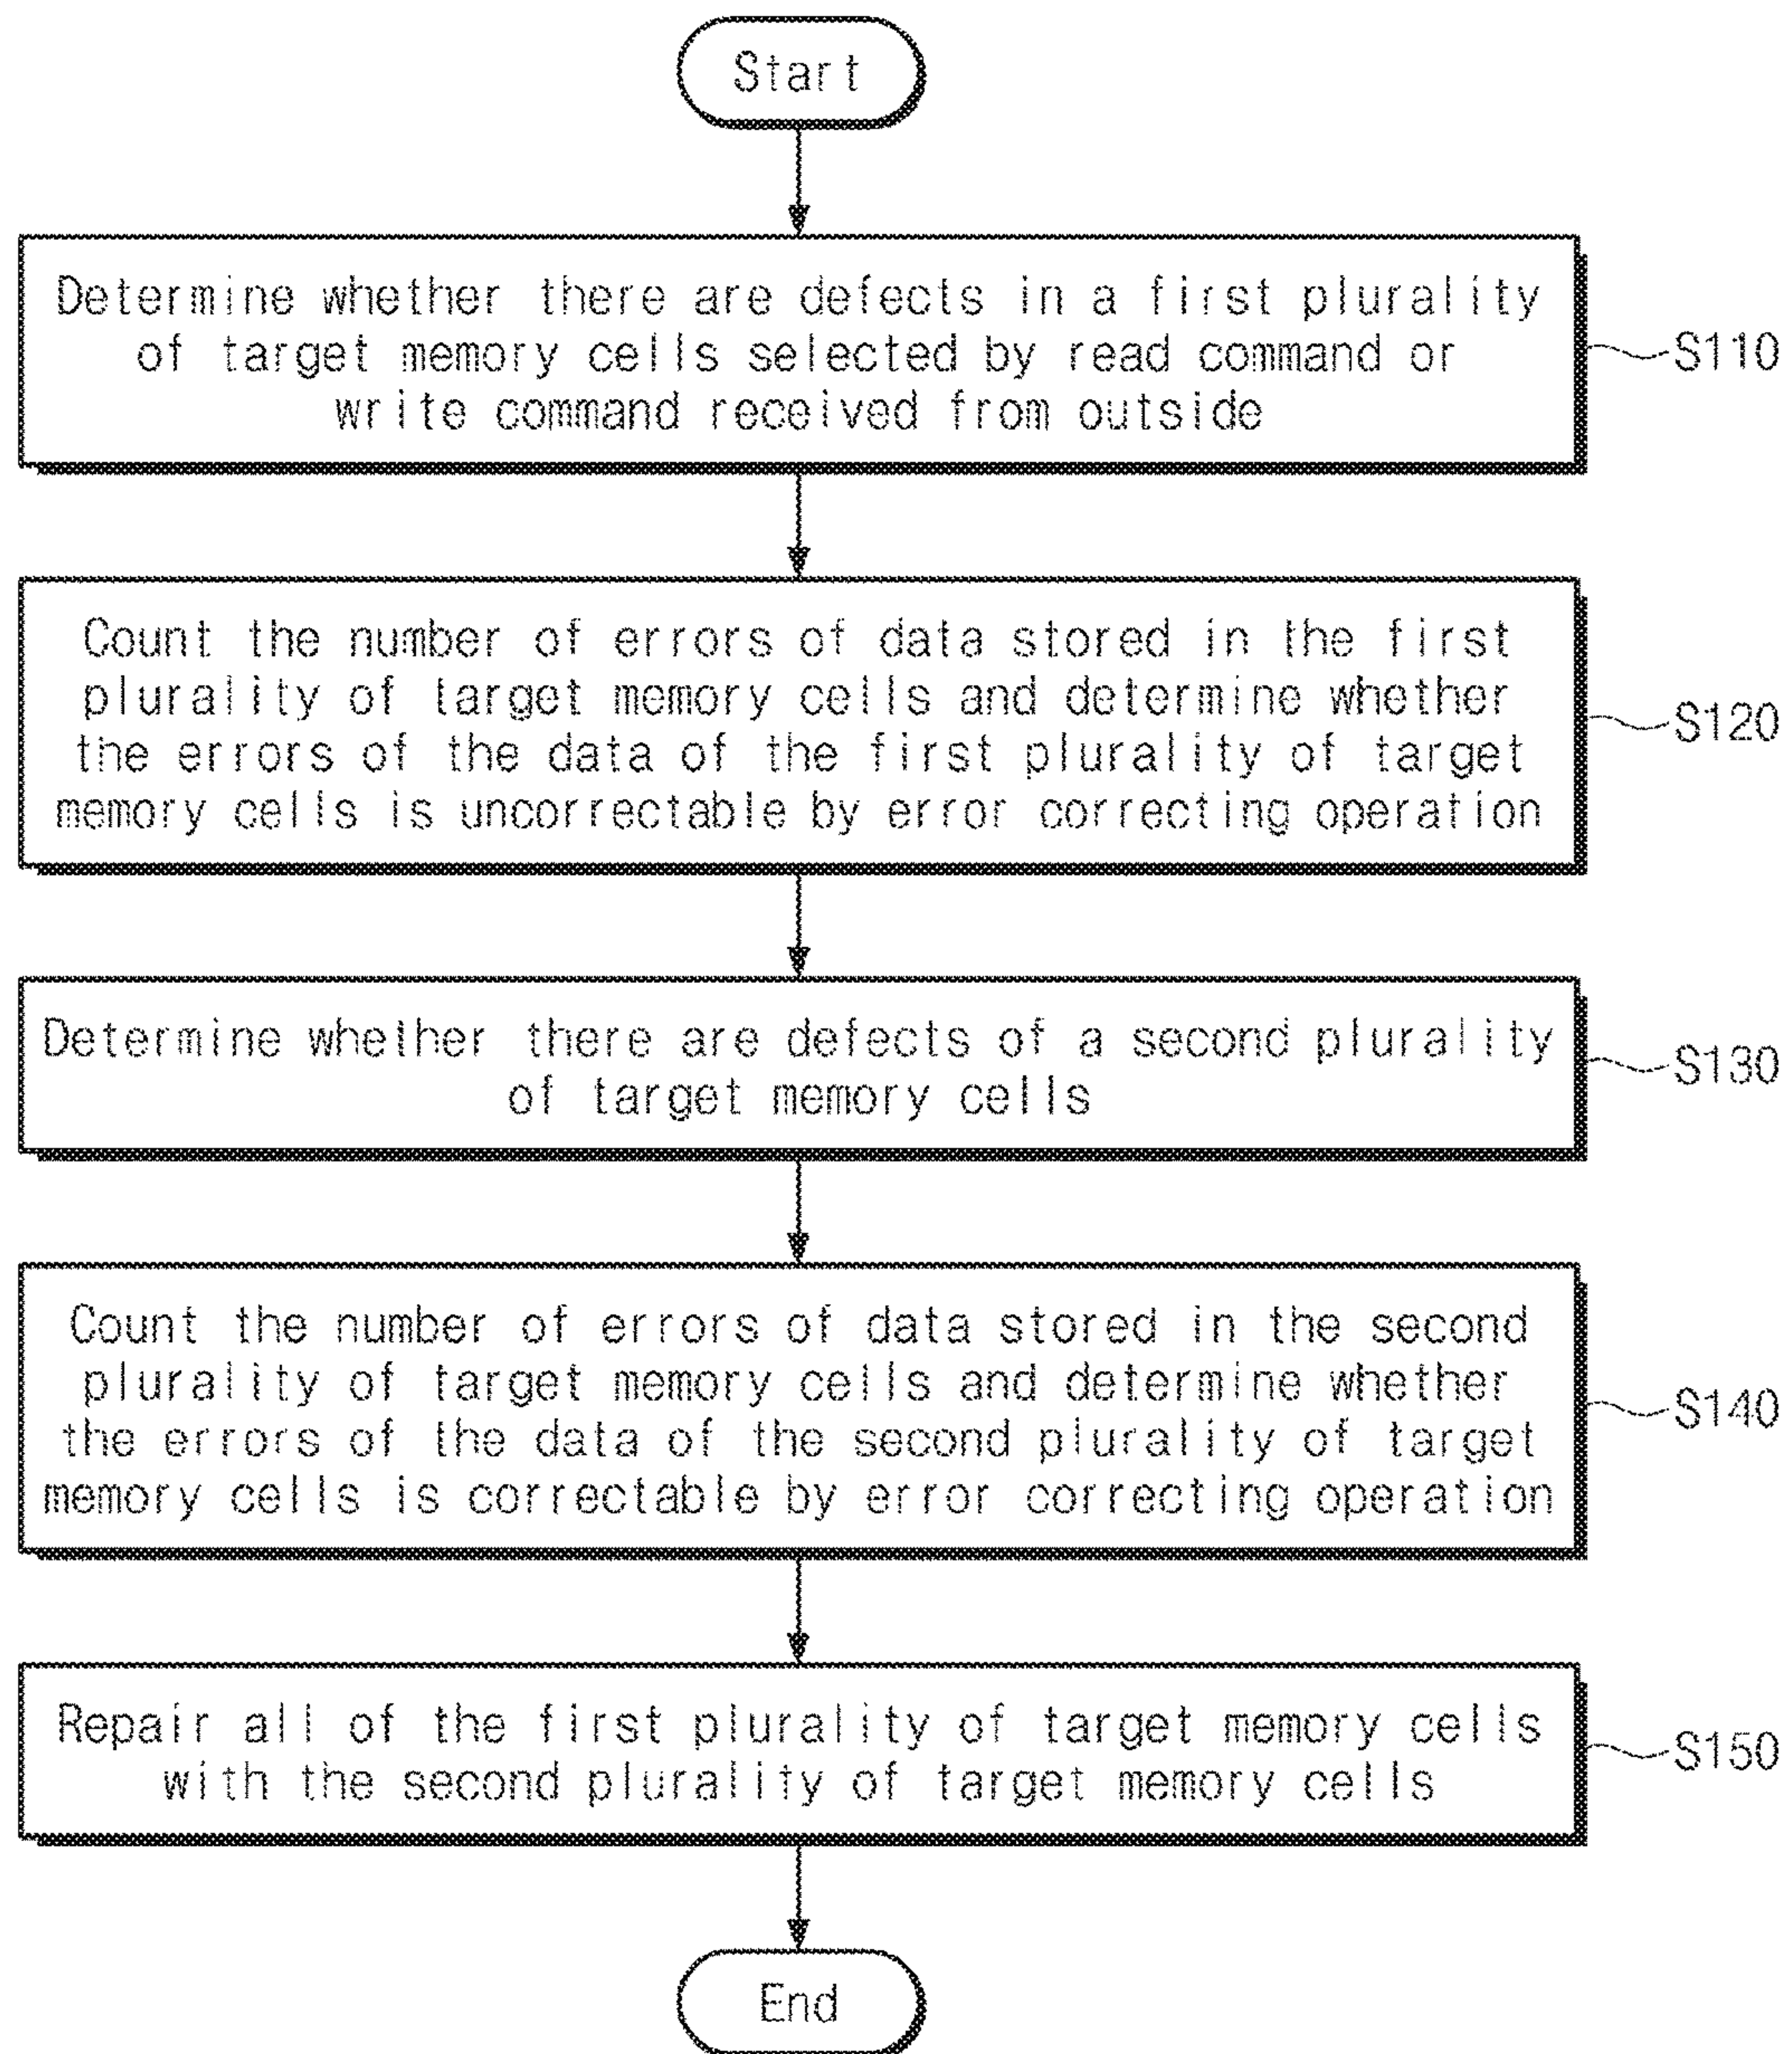 Start
Determine whether there are defects in a first plurality
of target memory cells selected by read command or
write command received from outside
S110
Count the number of errors of data stored in the first
plurality of target memory cells and determine whether
the errors of the data of the first plurality of target
memory cells is uncorrectable by error correcting operation
S120
Determine whether there are defects of a second plurality
of target memory cells
S130
Count the number of errors of data stored in the second
plurality of target memory cells and determine whether
the errors of the data of the second plurality of target
memory cells is correctable by error correcting operation
S140
Repair all of the first plurality of target memory cells
with the second plurality of target memory cells
S150
End